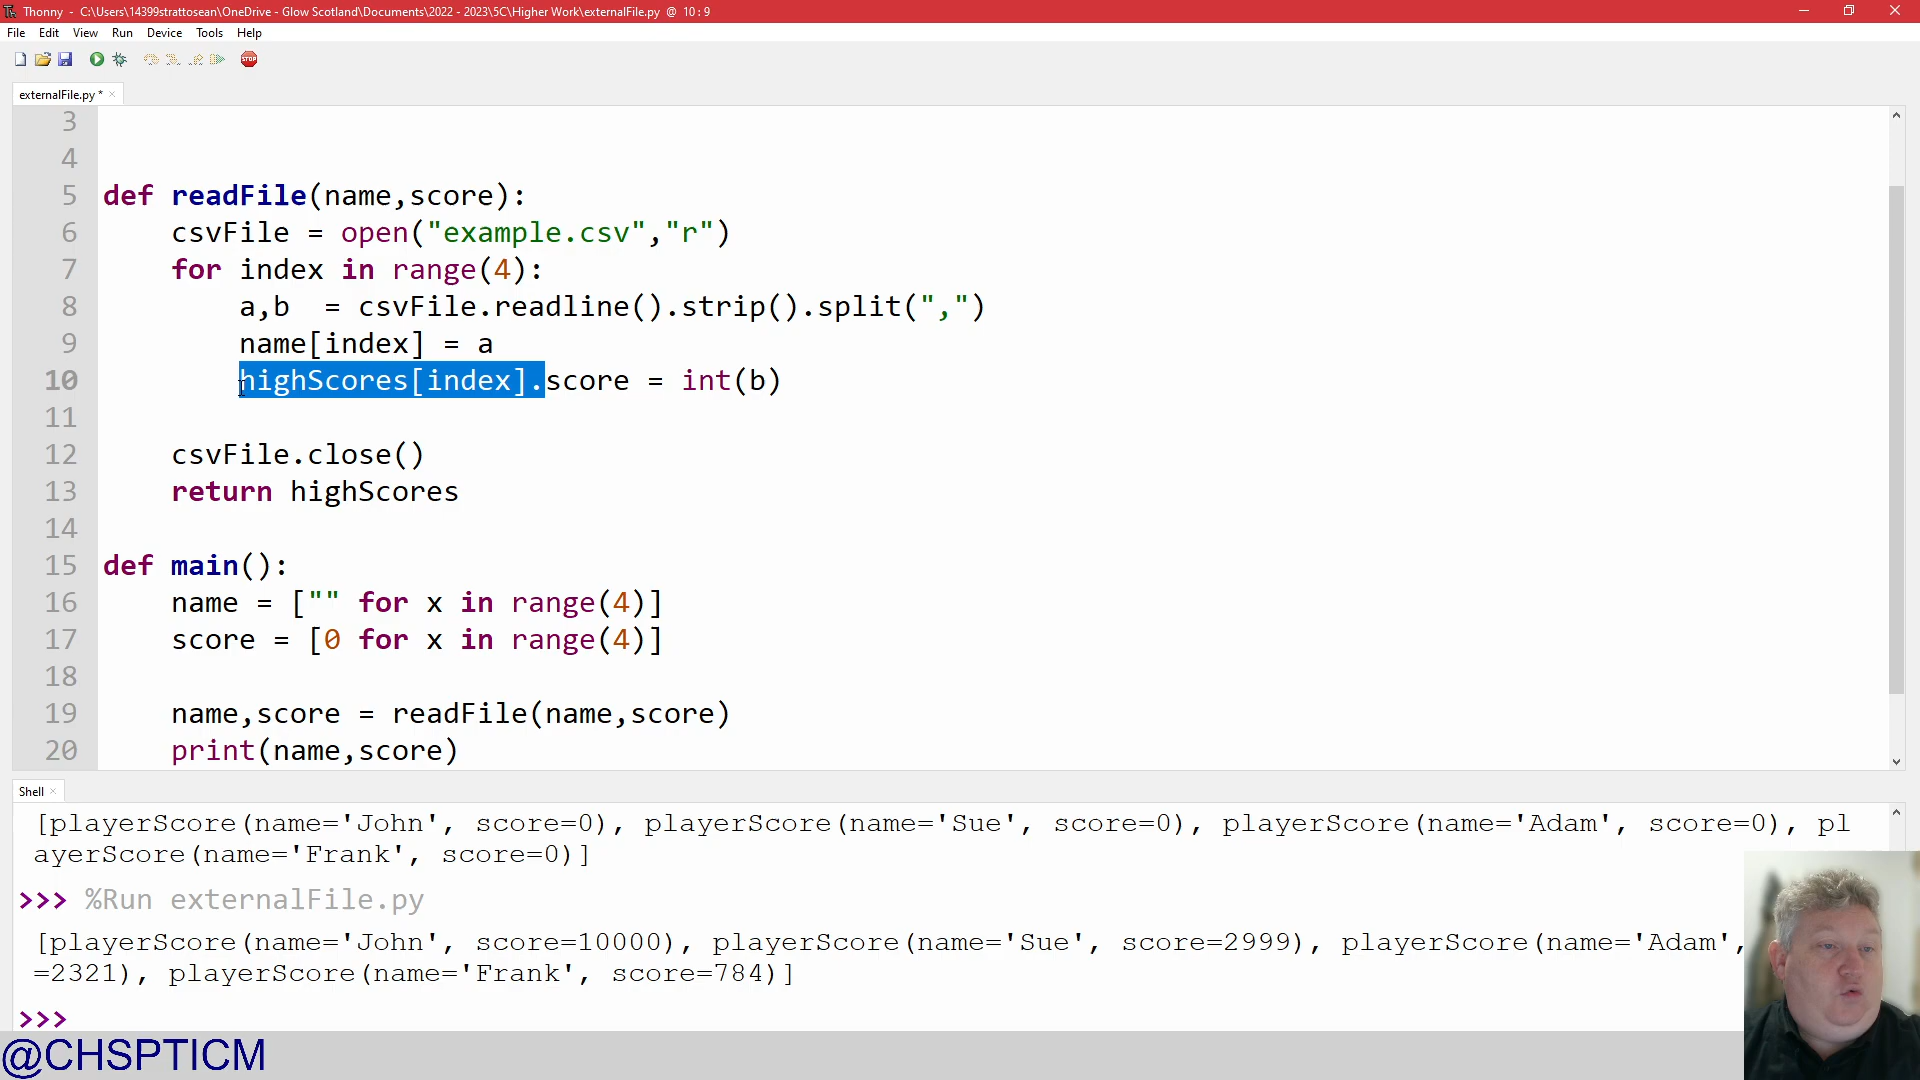 Thonny - C:\Users\14399strattosean\OneDrive - Glow Scotland\Documents\2022 - 2023\5C\Higher Work\externalFile.py @ 10 : 9
File Edit View Run Device Tools Help
STOP
externalFile.py * ×
3
4
5 def readFile(name,score):
6 csvFile = open("example.csv","r")
7 for index in range(4):
8 a,b  = csvFile.readline().strip().split(",")
9 name[index] = a
10 highScores[index].score = int(b)
11
12 csvFile.close()
13 return highScores
14
15 def main():
16 name = ["" for x in range(4)]
17 score = [0 for x in range(4)]
18
19 name,score = readFile(name,score)
20 print(name,score)
Shell ×
[playerScore(name='John', score=0), playerScore(name='Sue', score=0), playerScore(name='Adam', score=0), pl
ayerScore(name='Frank', score=0)]
>>> %Run externalFile.py
[playerScore(name='John', score=10000), playerScore(name='Sue', score=2999), playerScore(name='Adam',
=2321), playerScore(name='Frank', score=784)]
>>>
@CHSPTICM